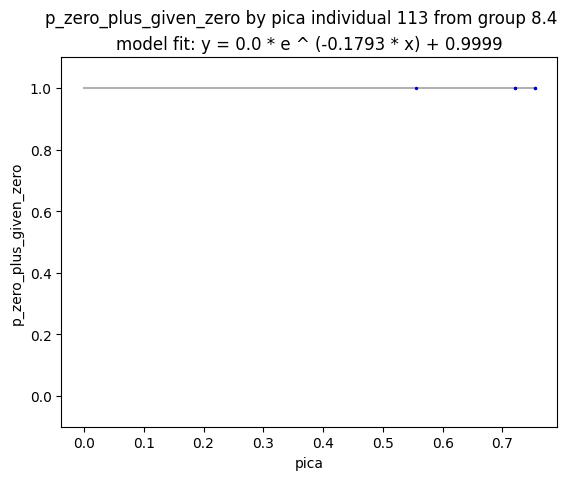 p_zero_plus_given_zero by pica individual 113 from group 8.4
model fit: y = 0.0 * e ^ (-0.1793 * x) + 0.9999
1.0
0.8
0.6
0.4
0.2
0.0
p_zero_plus_given_zero
0.0 0.1 0.2 0.3 0.4 0.5 0.6 0.7
pica